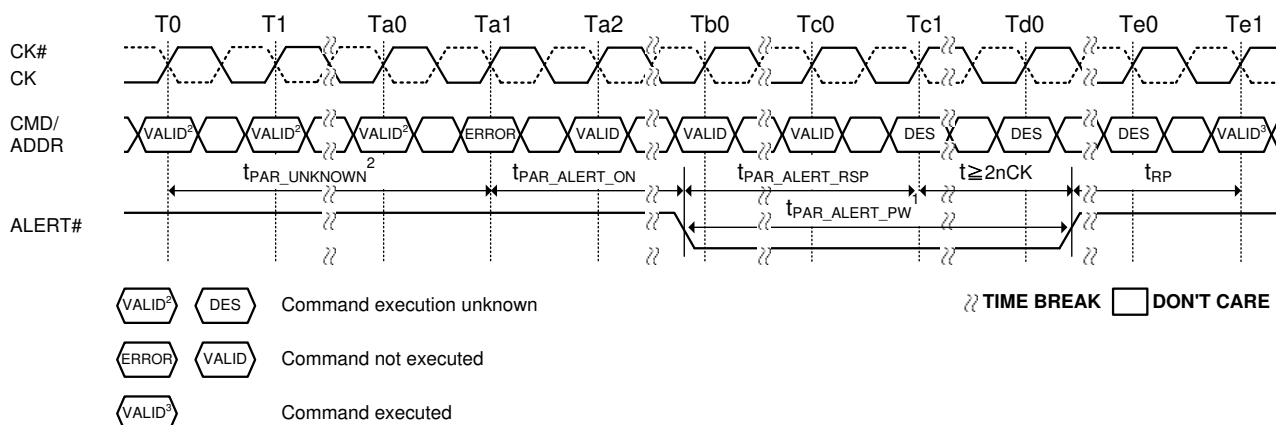 T0 T1 Ta0 Ta1 Ta2 Tb0 Tc0 Tc1 Td0 Te0 Te1
CK#
CK
CMD/
ADDR
VALID² VALID² VALID² ERROR VALID VALID VALID DES DES DES VALID³
tPAR_UNKNOWN² tPAR_ALERT_ON tPAR_ALERT_RSP t≧2nCK tRP
tPAR_ALERT_PW¹
ALERT#
VALID² DES Command execution unknown
TIME BREAK DON'T CARE
ERROR VALID Command not executed
VALID³ Command executed